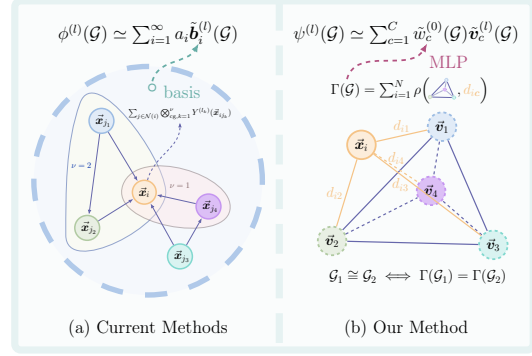 ϕ^{(l)}(𝒢) ≃ ∑_{i=1}^{∞} a_i b̃_i^{(l)}(𝒢)
basis
∑_{j∈N(i)} ⊗_{cg,k=1}^{ν} Y^{(l_k)}(x⃗_{ij_k})
x⃗_{j_1}
ν=2
x⃗_i
ν=1
x⃗_{j_4}
x⃗_{j_2}
x⃗_{j_3}
(a) Current Methods
ψ^{(l)}(𝒢) ≃ ∑_{c=1}^{C} w̃_c^{(0)}(𝒢) ṽ_c^{(l)}(𝒢)
MLP
Γ(𝒢) = ∑_{i=1}^{N} ρ( , d_{ic})
d_{i1}
v⃗_1
x⃗_i
d_{i4}
d_{i3}
d_{i2}
v⃗_4
v⃗_2
v⃗_3
𝒢_1 ≅ 𝒢_2 ⟺ Γ(𝒢_1) = Γ(𝒢_2)
(b) Our Method